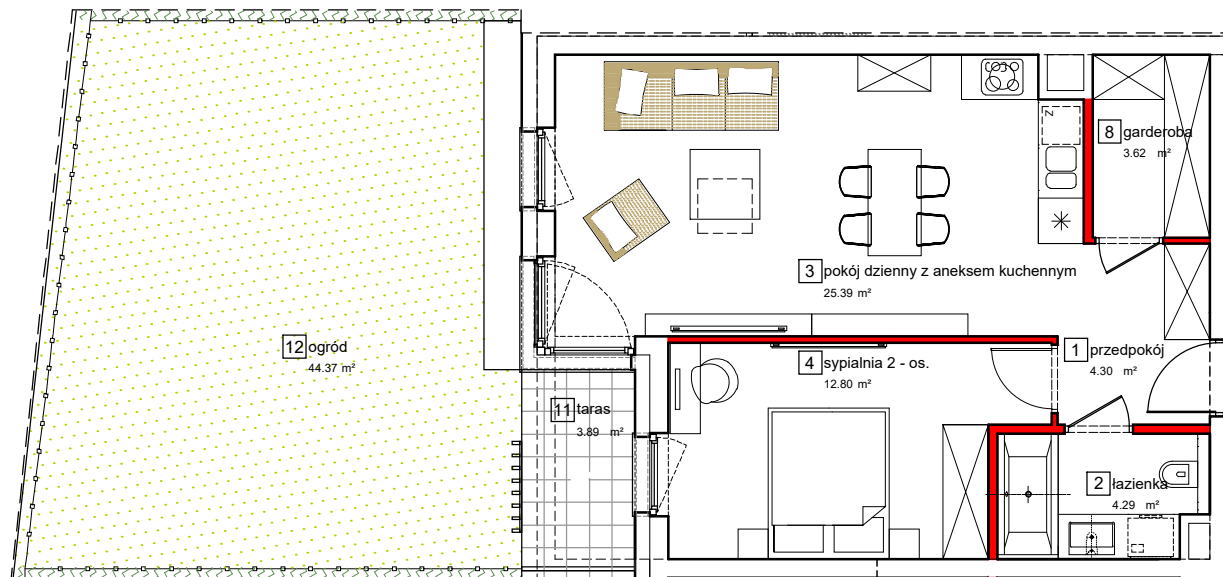 8 garderoba
3.62 m²
z
3 pokój dzienny z aneksem kuchennym
25.39 m²
12 ogród
44.37 m²
1 przedpokój
4.30 m²
4 sypialnia 2 - os.
12.80 m²
11 taras
3.89 m²
2 łazienka
4.29 m²